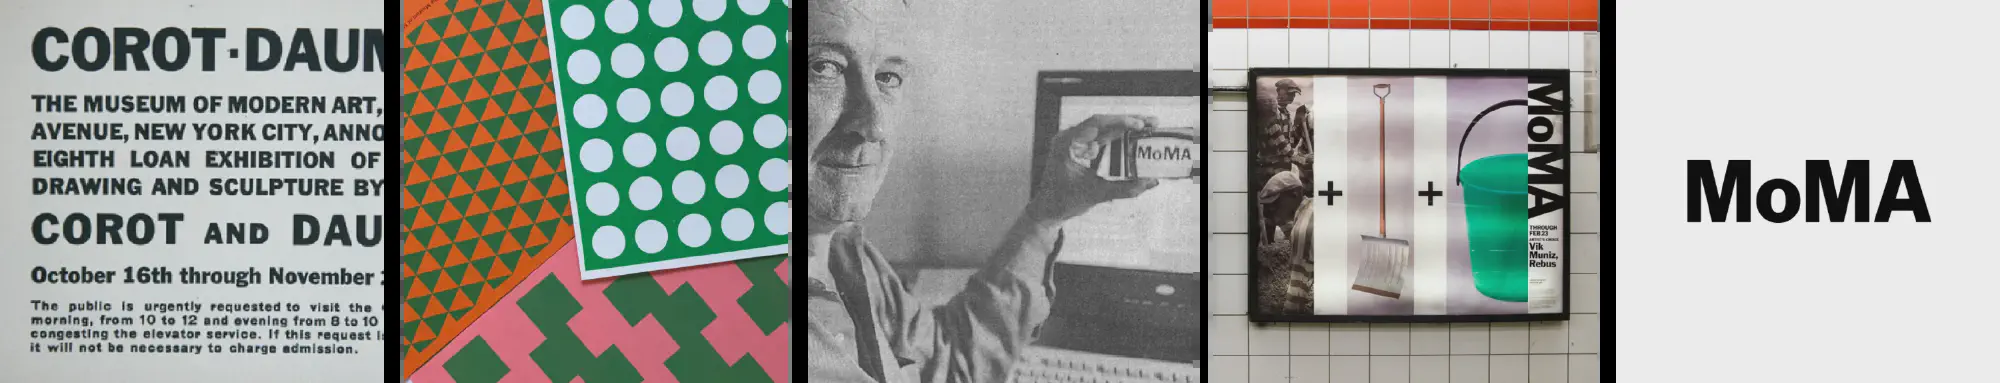 COROT·DAUM
THE MUSEUM OF MODERN ART,
AVENUE, NEW YORK CITY, ANNO
EIGHTH LOAN EXHIBITION OF
DRAWING AND SCULPTURE BY
COROT AND DAU
October 16th through November
The public is urgently requested to visit the
morning, from 10 to 12 and evening from 8 to 10
congesting the elevator service. If this request i
it will not be necessary to charge admission.
MoMA
+ +
MoMA
THROUGH
FEB 23
ARTIST'S CHOICE
Vik
Muniz,
Rebus
MoMA